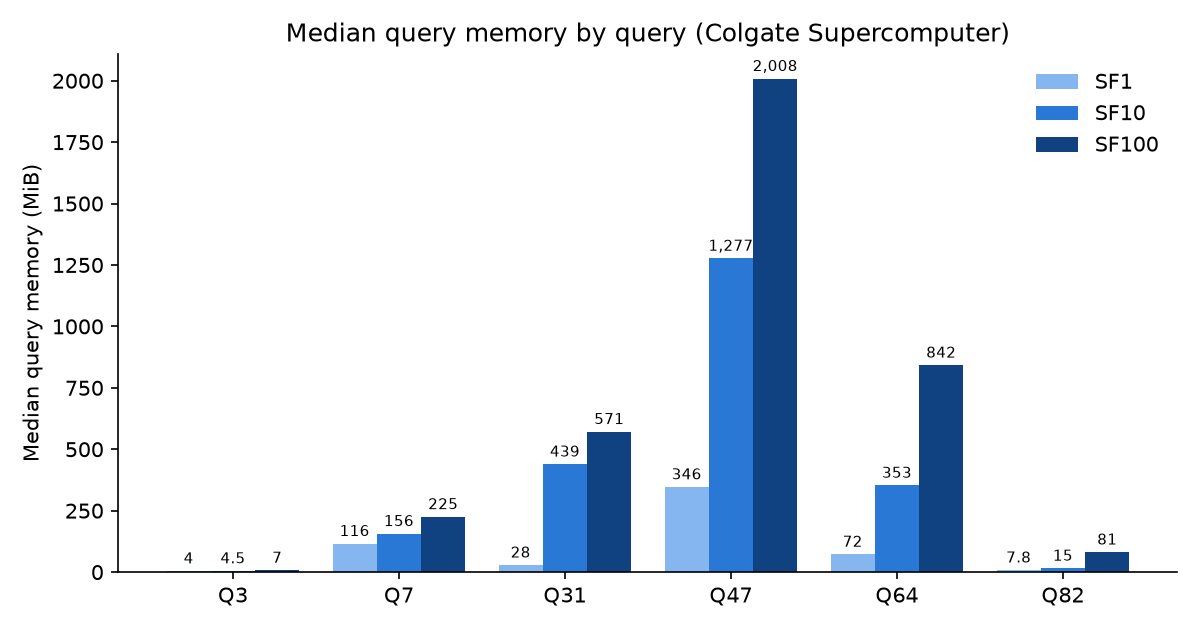 Median query memory by query (Colgate Supercomputer)
SF1
SF10
SF100
Median query memory (MiB)
2000
1750
1500
1250
1000
750
500
250
0
4
4.5
7
116
156
225
28
439
571
346
1,277
2,008
72
353
842
7.8
15
81
Q3
Q7
Q31
Q47
Q64
Q82